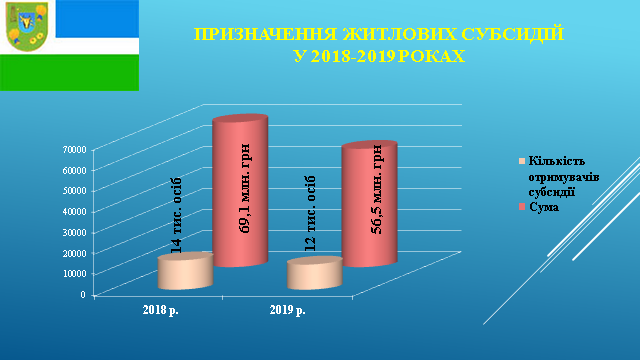 ПРИЗНАЧЕННЯ ЖИТЛОВИХ СУБСИДІЙ
У 2018-2019 РОКАХ
70000
60000
50000
40000
30000
20000
10000
0
14 тис. осіб
69,1 млн. грн
12 тис. осіб
56,5 млн. грн
2018 р.
2019 р.
Кількість
отримувачів
субсидії
Сума